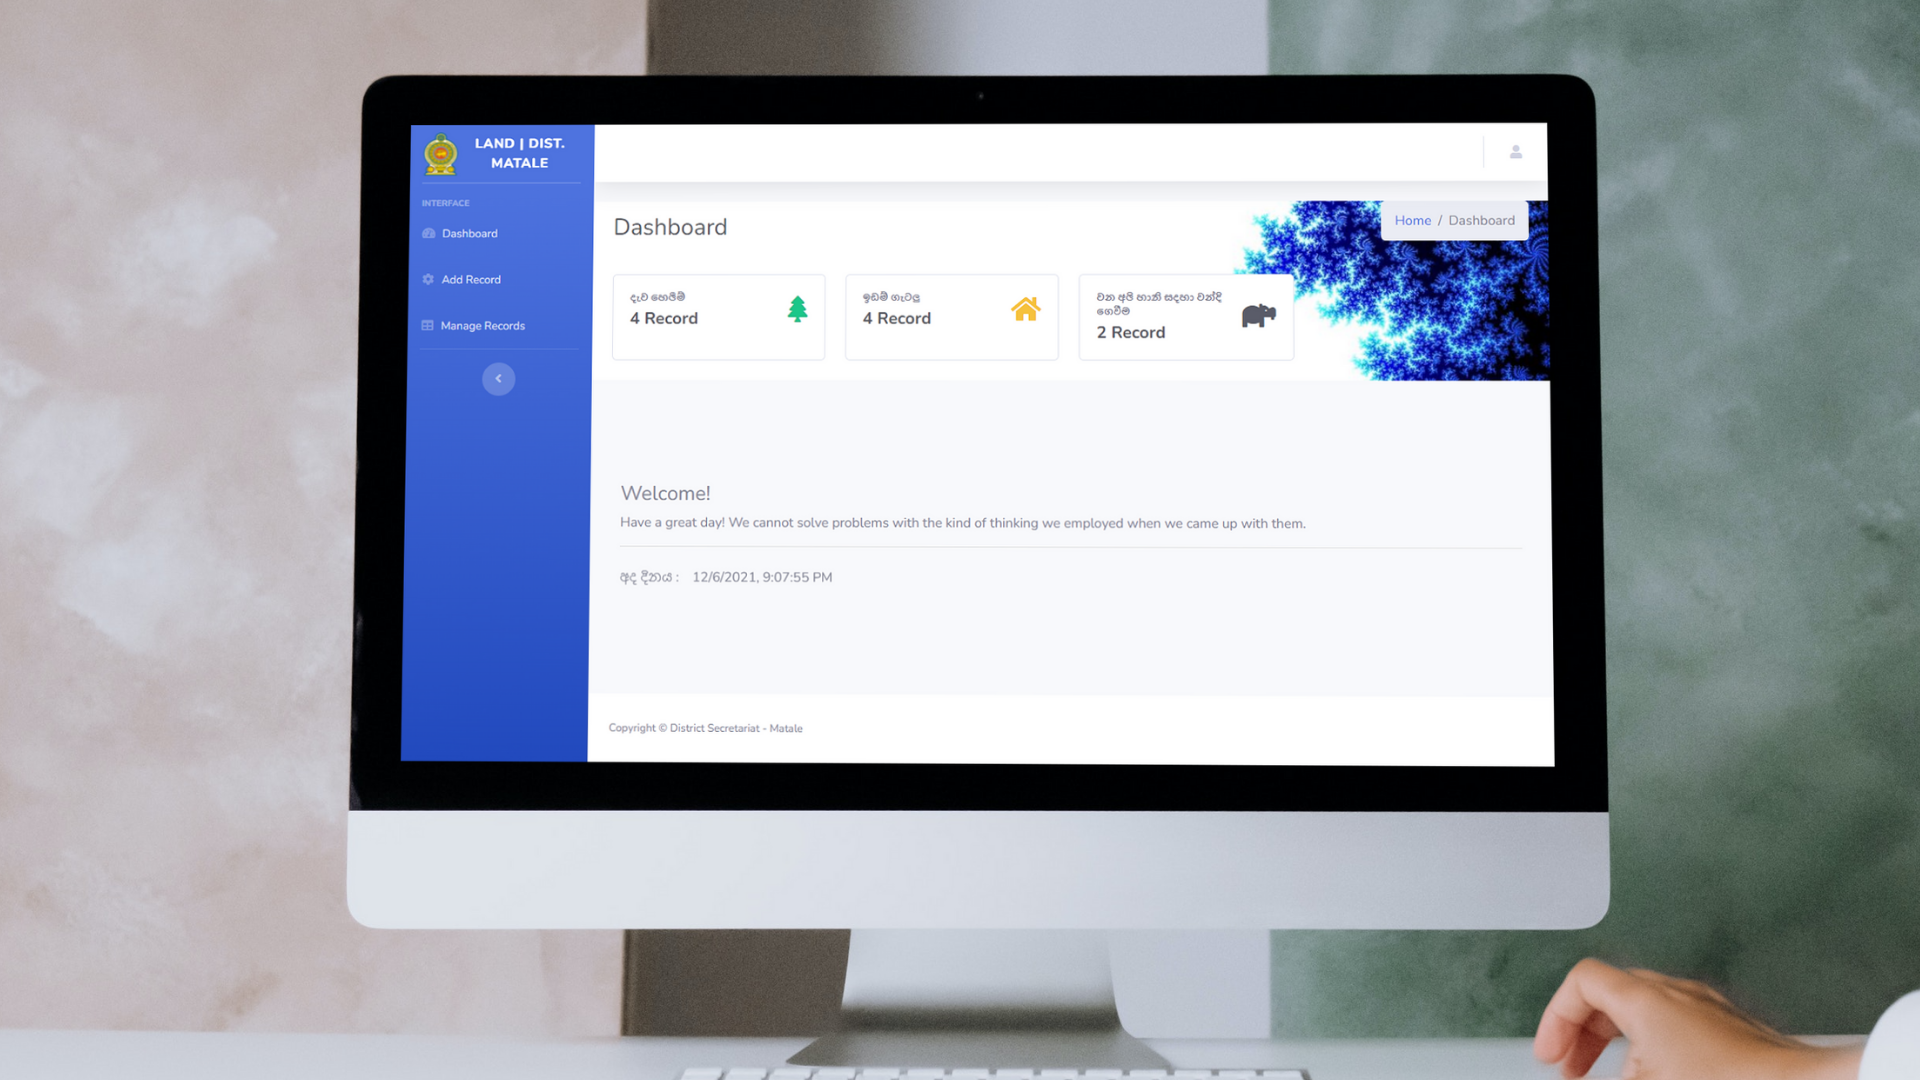 LAND | DIST.
MATALE
INTERFACE
Dashboard
Add Record
Manage Records
Home / Dashboard
Dashboard
දැව හෙළීම්
4 Record
ඉඩම් ගැටලු
4 Record
වන අලි හානි සඳහා වන්දි
ගෙවීම
2 Record
Welcome!
Have a great day! We cannot solve problems with the kind of thinking we employed when we came up with them.
අද දිනය : 12/6/2021, 9:07:55 PM
Copyright © District Secretariat - Matale